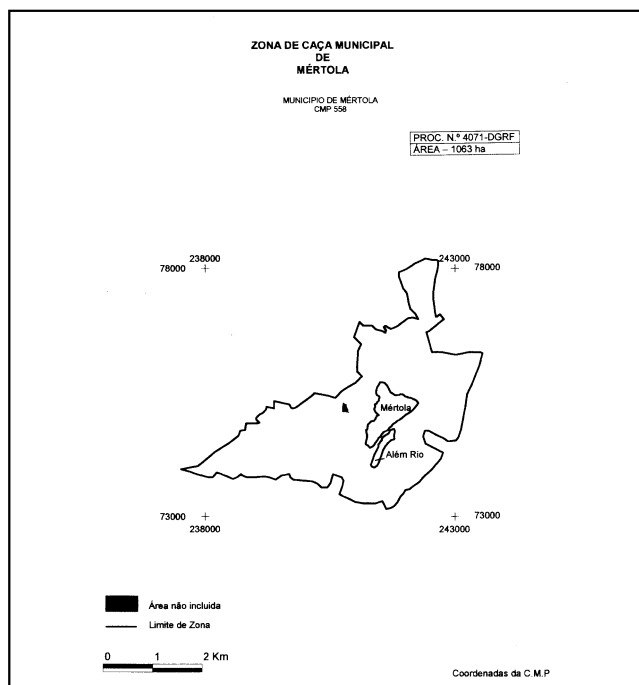 ZONA DE CAÇA MUNICIPAL
DE
MÉRTOLA
MUNICIPIO DE MÉRTOLA
CMP 558
PROC. N.º 4071-DGRF
ÁREA – 1063 ha
238000
243000
78000
78000
Mértola
Além Rio
73000
73000
238000
243000
Área não incluida
Limite de Zona
0 1 2 Km
Coordenadas da C.M.P